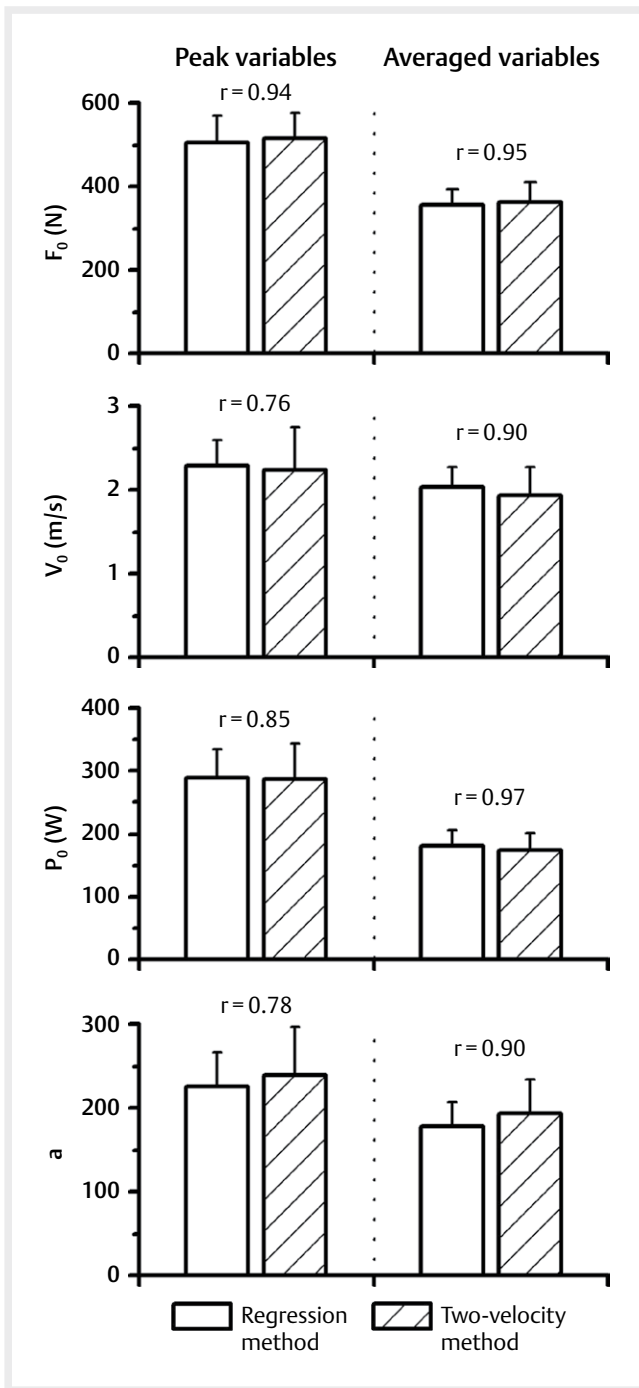 Peak variables Averaged variables
r = 0.94
r = 0.95
F₀ (N)
600
400
200
0
r = 0.76
r = 0.90
V₀ (m/s)
3
2
1
0
r = 0.85
r = 0.97
P₀ (W)
400
300
200
100
0
r = 0.78
r = 0.90
a
300
200
100
0
Regression method
Two-velocity method